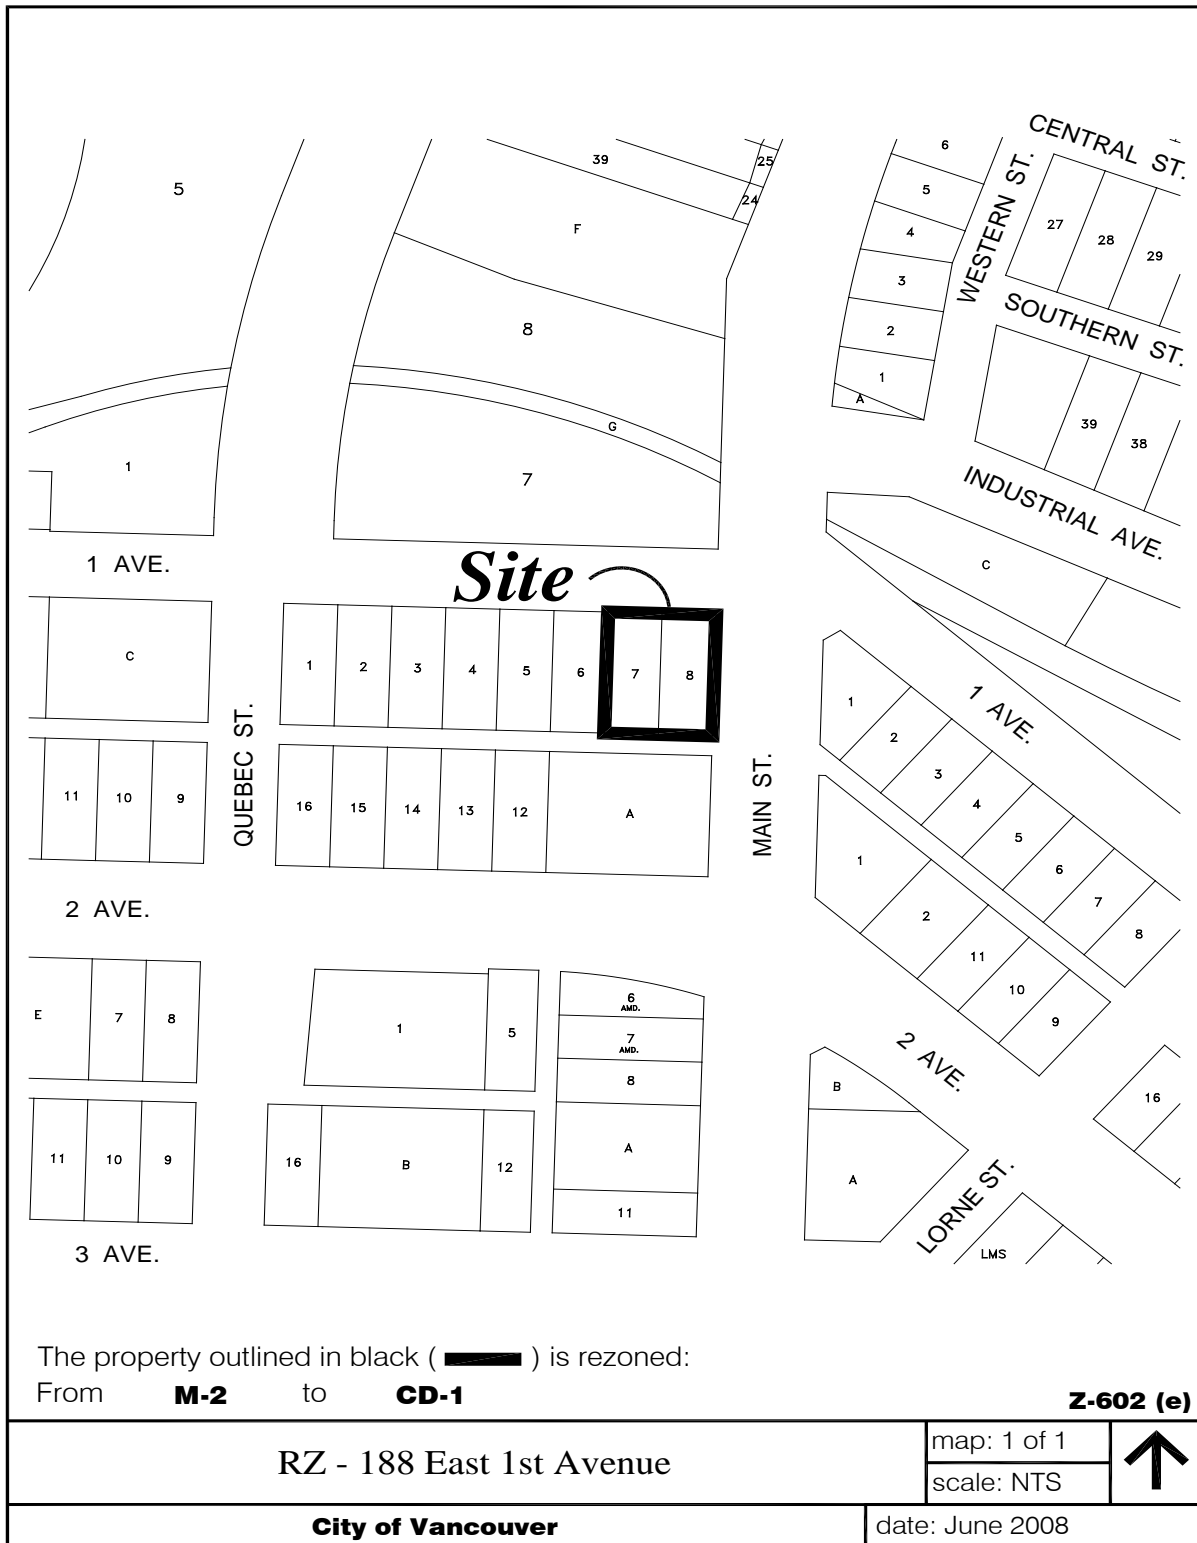 CENTRAL ST.
WESTERN ST.
SOUTHERN ST.
INDUSTRIAL AVE.
5
39
25
24
F
8
G
7
1
6
5
4
3
2
1
A
27
28
29
39
38
C
1 AVE.
Site
C
1
2
3
4
5
6
7
8
QUEBEC ST.
MAIN ST.
1 AVE.
11
10
9
16
15
14
13
12
A
1
2
3
4
5
6
7
8
1
2
11
10
9
2 AVE.
2 AVE.
E
7
8
1
5
6
AMD.
7
AMD.
8
A
11
B
A
16
11
10
9
16
B
12
LORNE ST.
LMS
3 AVE.
The property outlined in black ( ) is rezoned:
From M-2 to CD-1
Z-602 (e)
RZ - 188 East 1st Avenue
map: 1 of 1
scale: NTS
City of Vancouver
date: June 2008